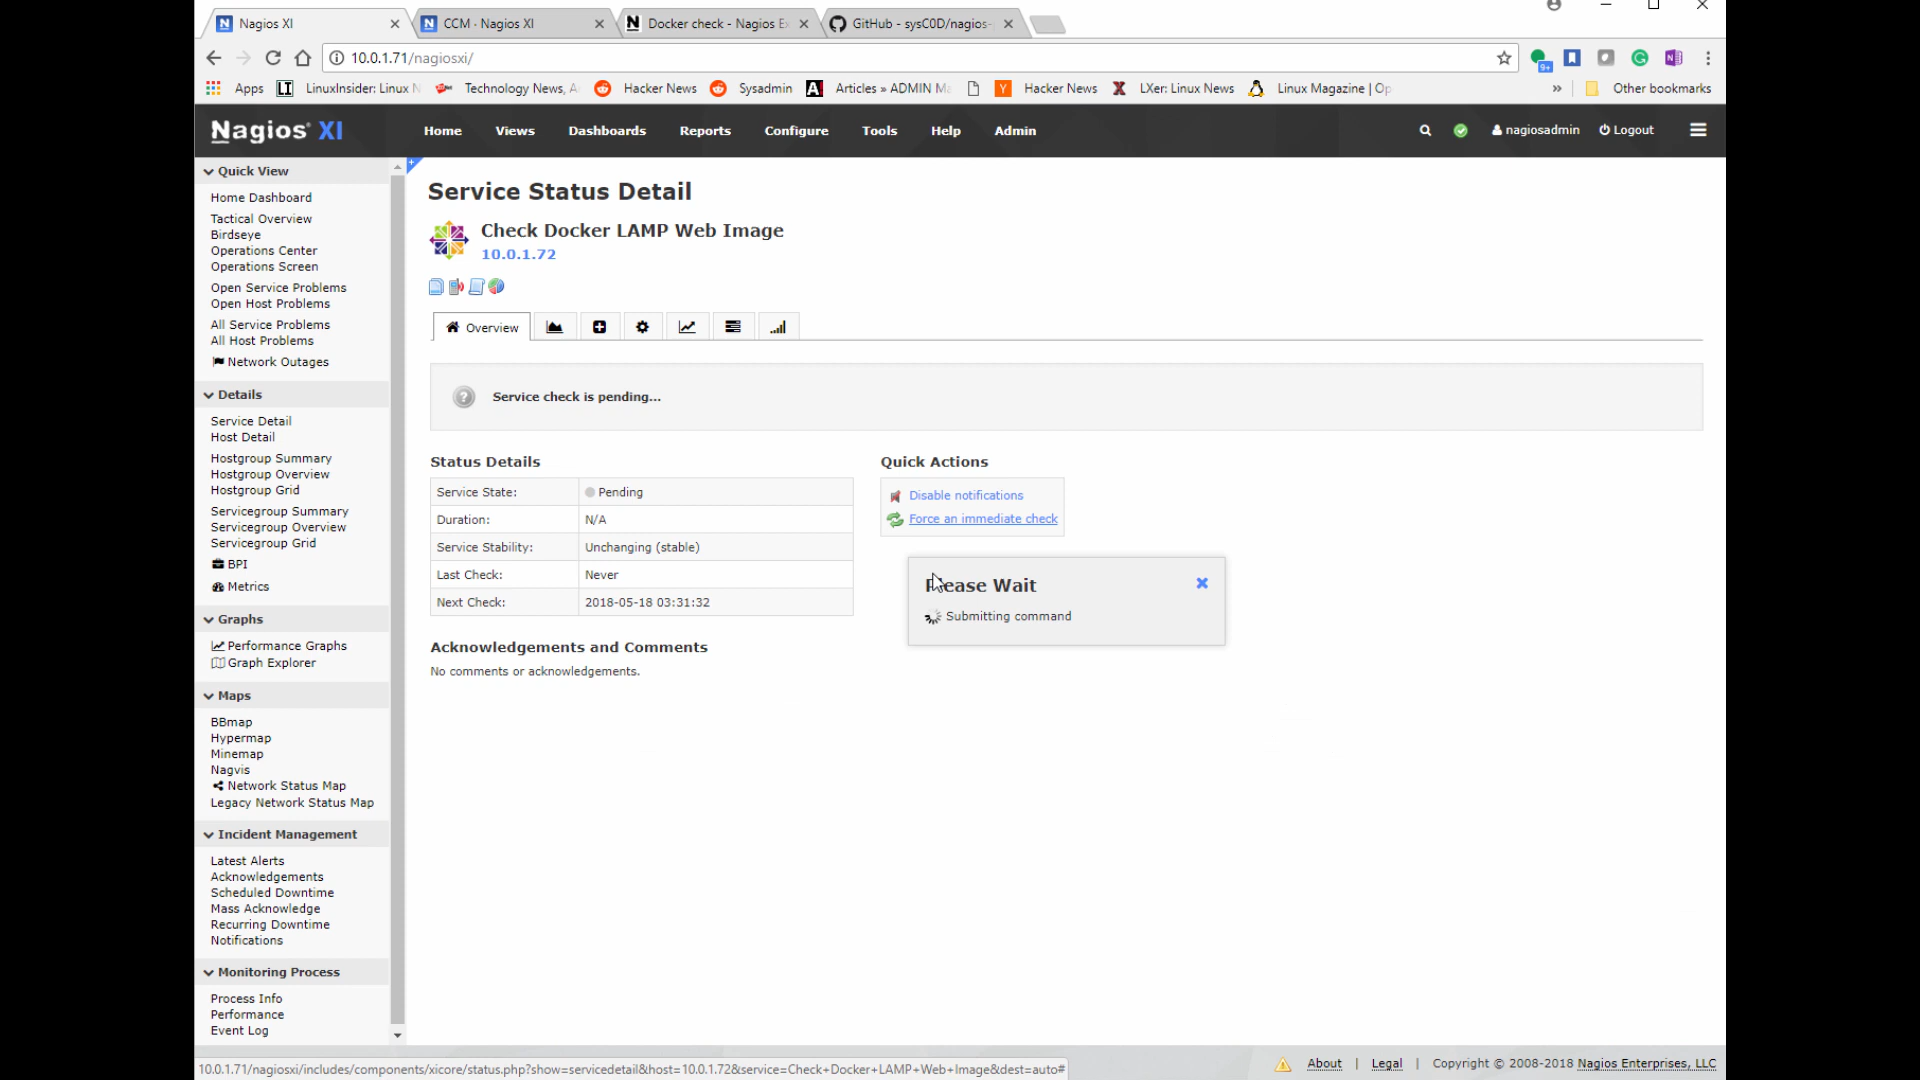 Nagios XI
CCM · Nagios XI
Docker check - Nagios Ex
GitHub - sysC0D/nagios-
10.0.1.71/nagiosxi/
9+
Apps
LinuxInsider: Linux N
Technology News, A
Hacker News
Sysadmin
Articles » ADMIN Ma
Hacker News
LXer: Linux News
Linux Magazine | Op
»
Other bookmarks
Nagios® XI
Home
Views
Dashboards
Reports
Configure
Tools
Help
Admin
nagiosadmin
Logout
Quick View
Home Dashboard
Tactical Overview
Birdseye
Operations Center
Operations Screen
Open Service Problems
Open Host Problems
All Service Problems
All Host Problems
Network Outages
Details
Service Detail
Host Detail
Hostgroup Summary
Hostgroup Overview
Hostgroup Grid
Servicegroup Summary
Servicegroup Overview
Servicegroup Grid
BPI
Metrics
Graphs
Performance Graphs
Graph Explorer
Maps
BBmap
Hypermap
Minemap
Nagvis
Network Status Map
Legacy Network Status Map
Incident Management
Latest Alerts
Acknowledgements
Scheduled Downtime
Mass Acknowledge
Recurring Downtime
Notifications
Monitoring Process
Process Info
Performance
Event Log
Service Status Detail
Check Docker LAMP Web Image
10.0.1.72
Overview
Service check is pending...
Status Details
Service State: Pending
Duration: N/A
Service Stability: Unchanging (stable)
Last Check: Never
Next Check: 2018-05-18 03:31:32
Acknowledgements and Comments
No comments or acknowledgements.
Quick Actions
Disable notifications
Force an immediate check
Please Wait
Submitting command
10.0.1.71/nagiosxi/includes/components/xicore/status.php?show=servicedetail&host=10.0.1.72&service=Check+Docker+LAMP+Web+Image&dest=auto#
About | Legal | Copyright © 2008-2018 Nagios Enterprises, LLC